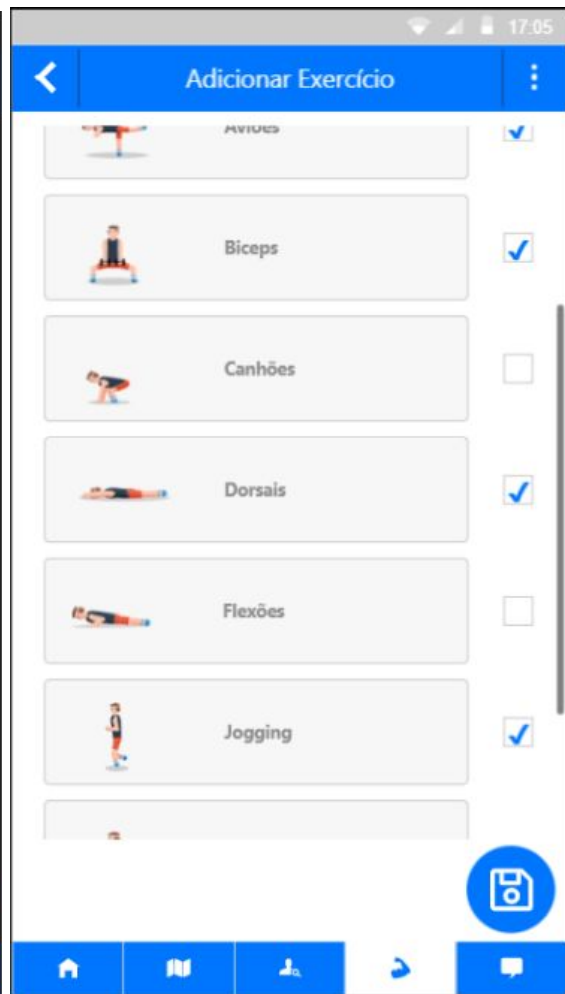 17:05
Adicionar Exercício
Aviões
Biceps
Canhões
Dorsais
Flexões
Jogging